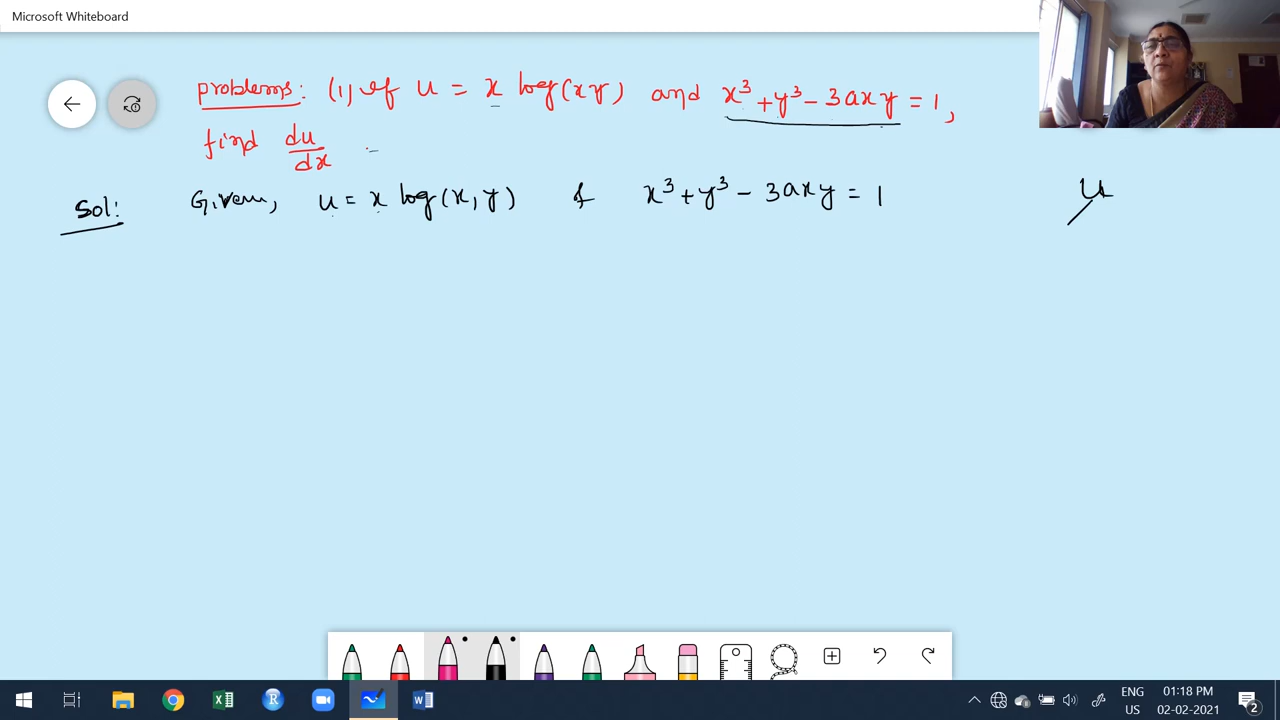 Microsoft Whiteboard
problems: (1) If u = x log(xy) and x³ + y³ - 3axy = 1,
find du/dx
Sol: Given, u = x log(x, y) & x³ + y³ - 3axy = 1
u
ENG
US
01:18 PM
02-02-2021
2